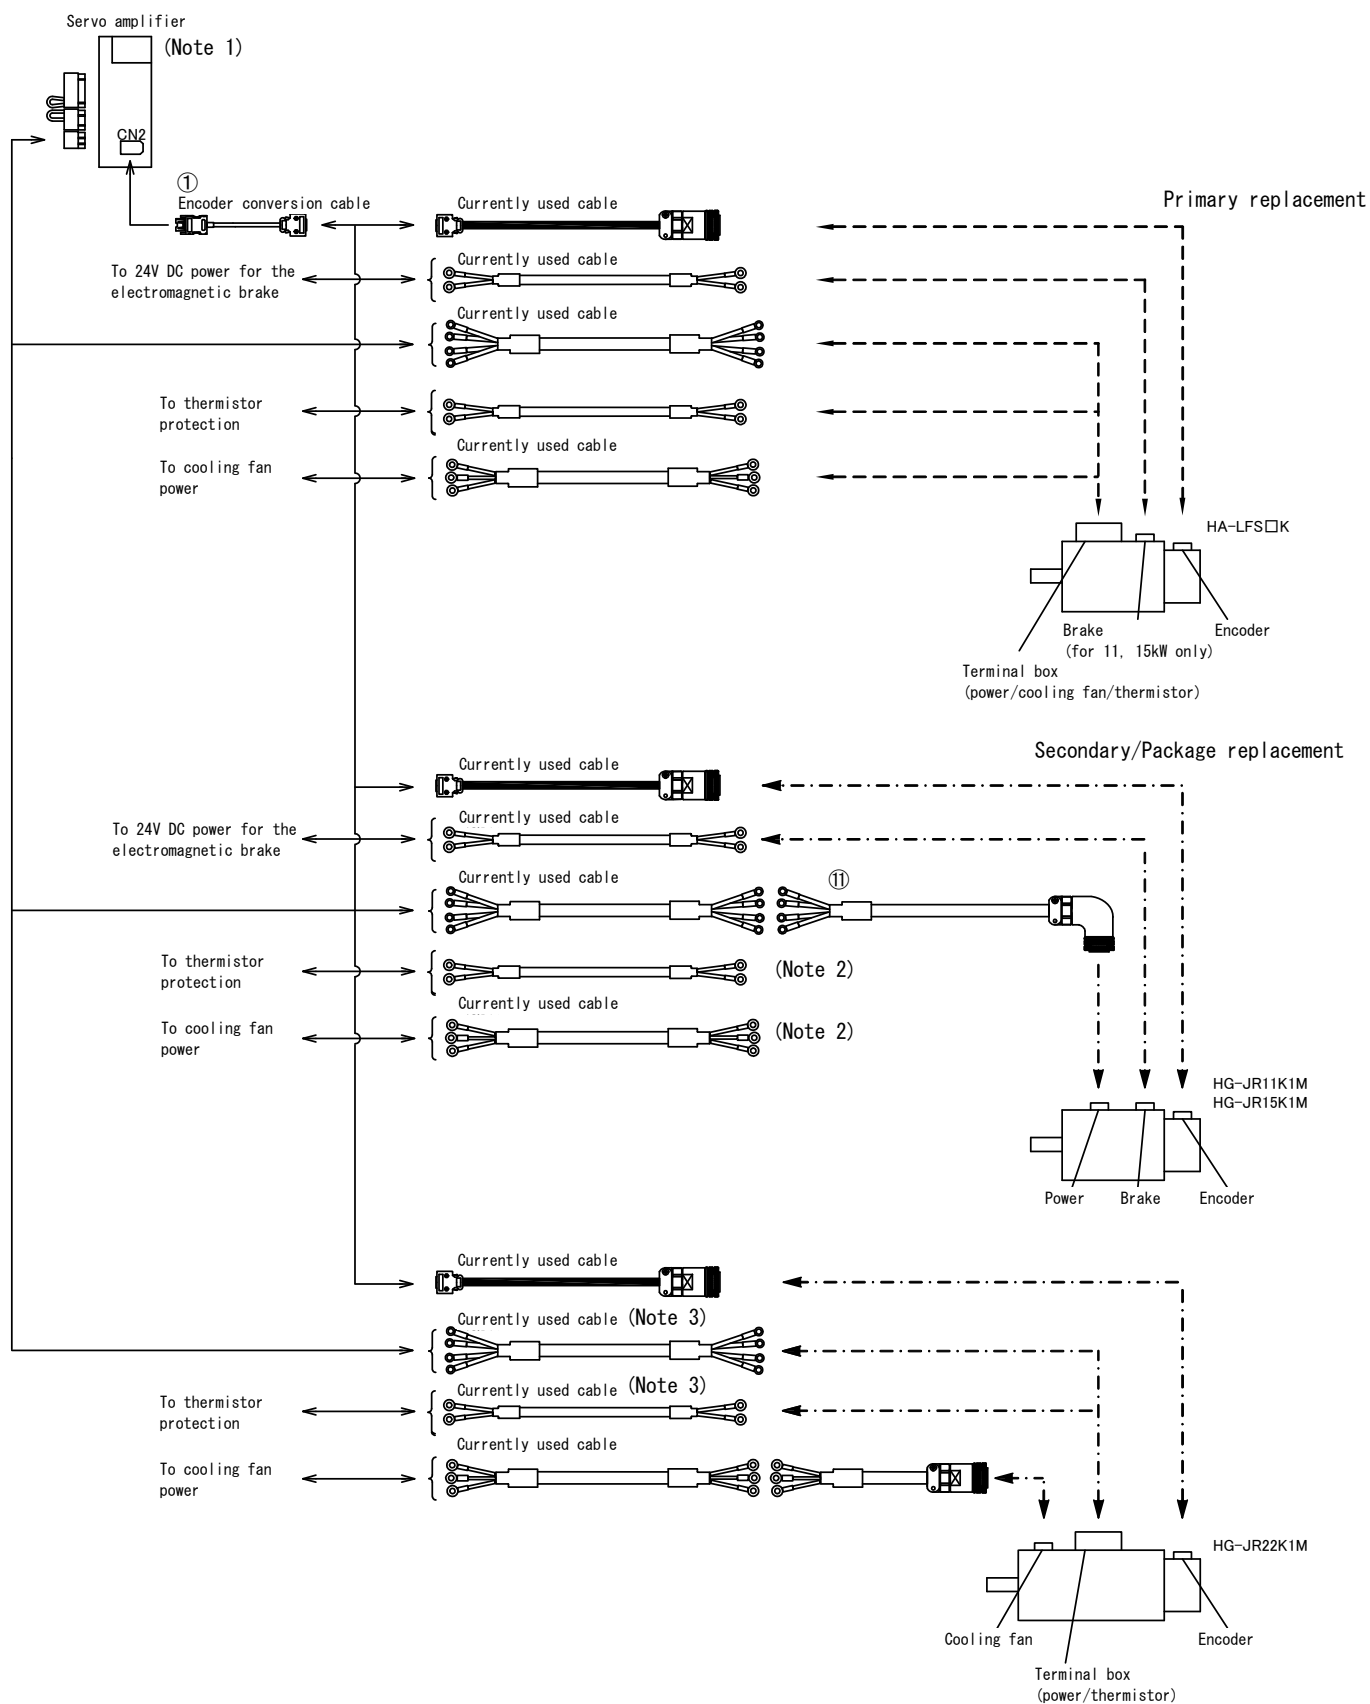 Servo amplifier
(Note 1)
CN2
①
Encoder conversion cable
Currently used cable
Primary replacement
To 24V DC power for the
electromagnetic brake
Currently used cable
Currently used cable
To thermistor
protection
Currently used cable
To cooling fan
power
HA-LFS□K
Brake
(for 11, 15kW only)
Encoder
Terminal box
(power/cooling fan/thermistor)
Secondary/Package replacement
Currently used cable
To 24V DC power for the
electromagnetic brake
Currently used cable
Currently used cable
⑪
To thermistor
protection
(Note 2)
Currently used cable
To cooling fan
power
(Note 2)
HG-JR11K1M
HG-JR15K1M
Power
Brake
Encoder
Currently used cable
Currently used cable (Note 3)
Currently used cable (Note 3)
To thermistor
protection
Currently used cable
To cooling fan
power
HG-JR22K1M
Cooling fan
Encoder
Terminal box
(power/thermistor)